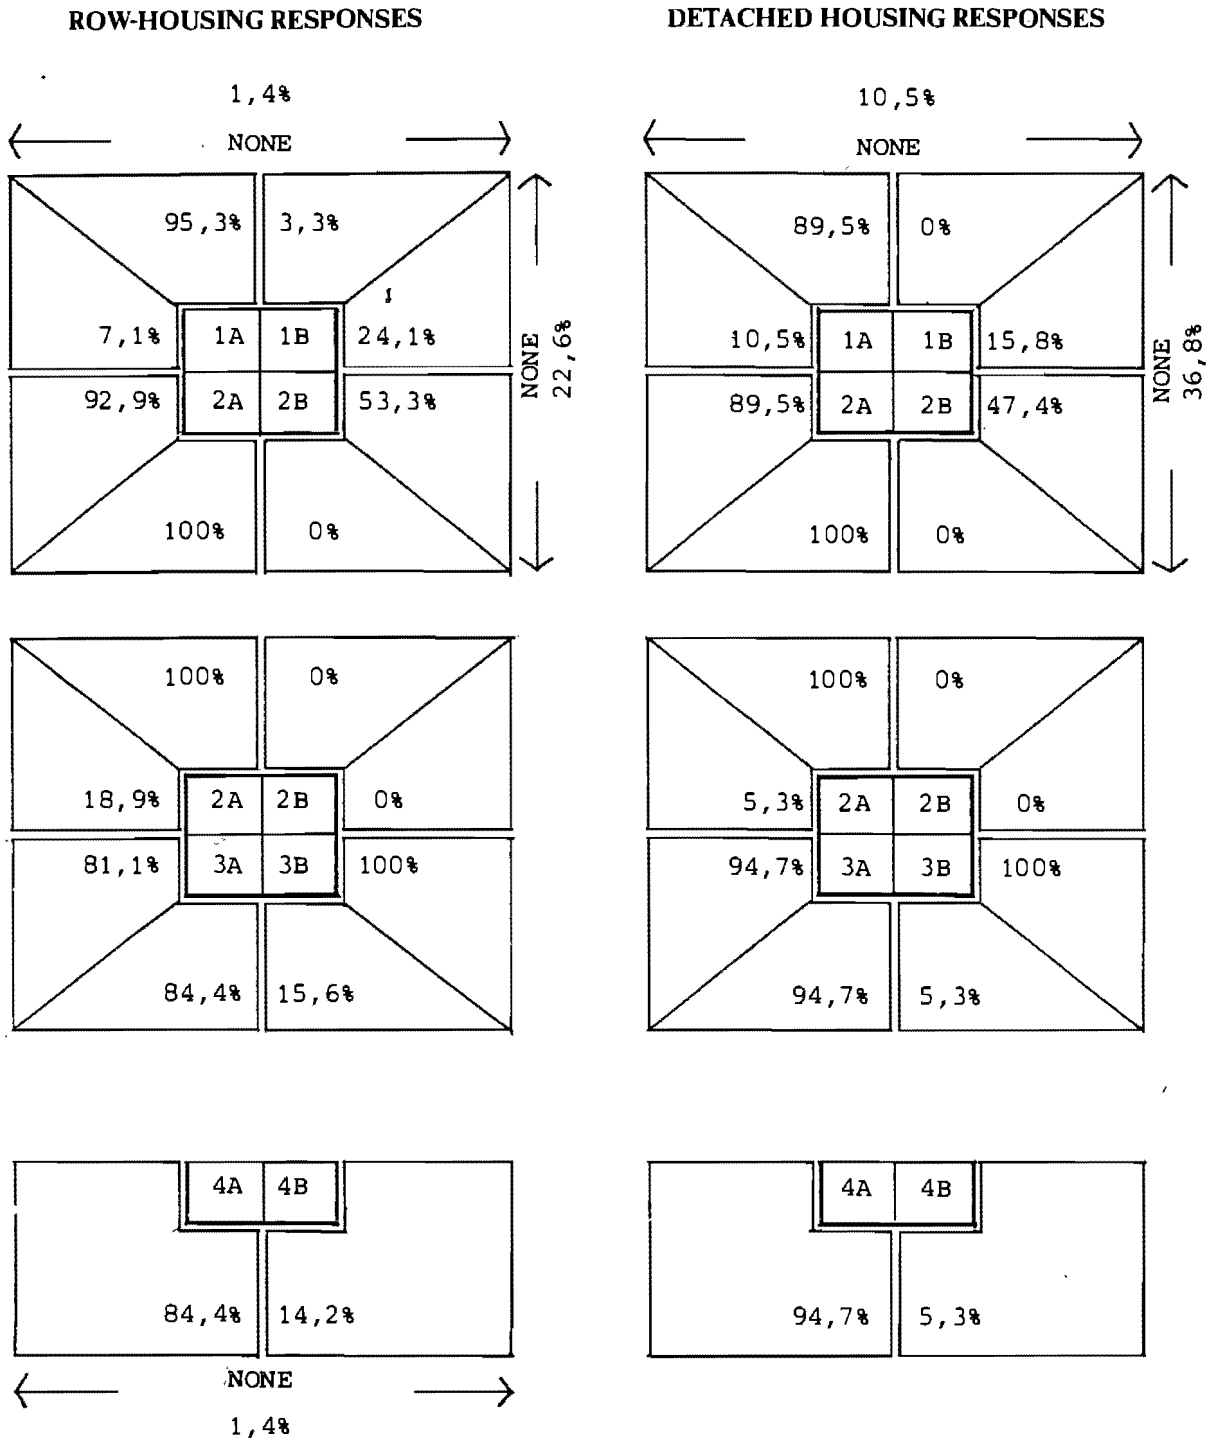 ROW-HOUSING RESPONSES
DETACHED HOUSING RESPONSES
1,4%
NONE
95,3% 3,3%
7,1% 1A 1B 24,1%
92,9% 2A 2B 53,3%
100% 0%
NONE
22,6%
10,5%
NONE
89,5% 0%
10,5% 1A 1B 15,8%
89,5% 2A 2B 47,4%
100% 0%
NONE
36,8%
100% 0%
18,9% 2A 2B 0%
81,1% 3A 3B 100%
84,4% 15,6%
100% 0%
5,3% 2A 2B 0%
94,7% 3A 3B 100%
94,7% 5,3%
4A 4B
84,4% 14,2%
NONE
1,4%
4A 4B
94,7% 5,3%